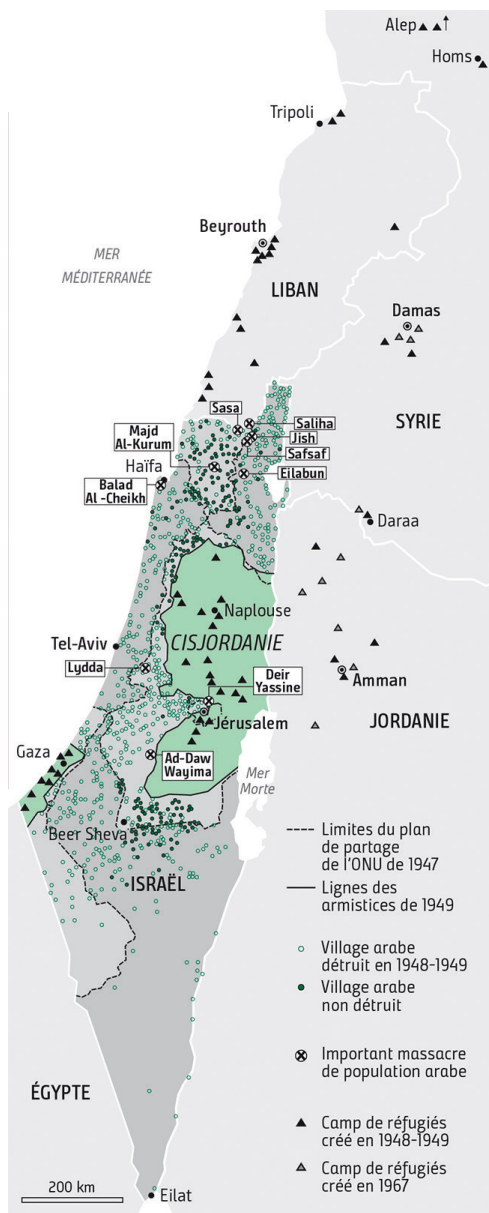 Alep
Homs
Tripoli
Beyrouth
MER
MÉDITERRANÉE
LIBAN
Damas
SYRIE
Sasa
Saliha
Majd
Al-Kurum
Jish
Safsaf
Haïfa
Eilabun
Balad
Al -Cheikh
Daraa
Naplouse
Tel-Aviv
CISJORDANIE
Lydda
Deir
Yassine
Amman
Jérusalem
JORDANIE
Gaza
Ad-Daw
Wayima
Mer
Morte
Beer Sheva
ISRAËL
ÉGYPTE
Eilat
200 km
Limites du plan
de partage
de l'ONU de 1947
Lignes des
armistices de 1949
Village arabe
détruit en 1948-1949
Village arabe
non détruit
Important massacre
de population arabe
Camp de réfugiés
créé en 1948-1949
Camp de réfugiés
créé en 1967